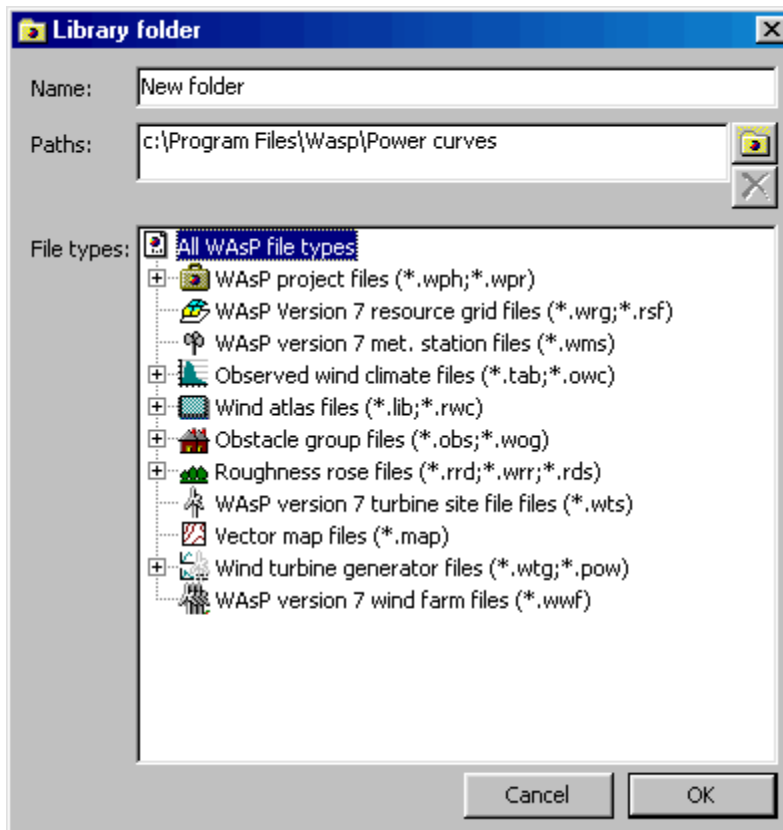 Library folder
Name:
New folder
Paths:
c:\Program Files\Wasp\Power curves
File types:
All WAsP file types
WAsP project files (*.wph;*.wpr)
WAsP Version 7 resource grid files (*.wrg;*.rsf)
WAsP version 7 met. station files (*.wms)
Observed wind climate files (*.tab;*.owc)
Wind atlas files (*.lib;*.rwc)
Obstacle group files (*.obs;*.wog)
Roughness rose files (*.rrd;*.wrr;*.rds)
WAsP version 7 turbine site file files (*.wts)
Vector map files (*.map)
Wind turbine generator files (*.wtg;*.pow)
WAsP version 7 wind farm files (*.wwf)
Cancel
OK